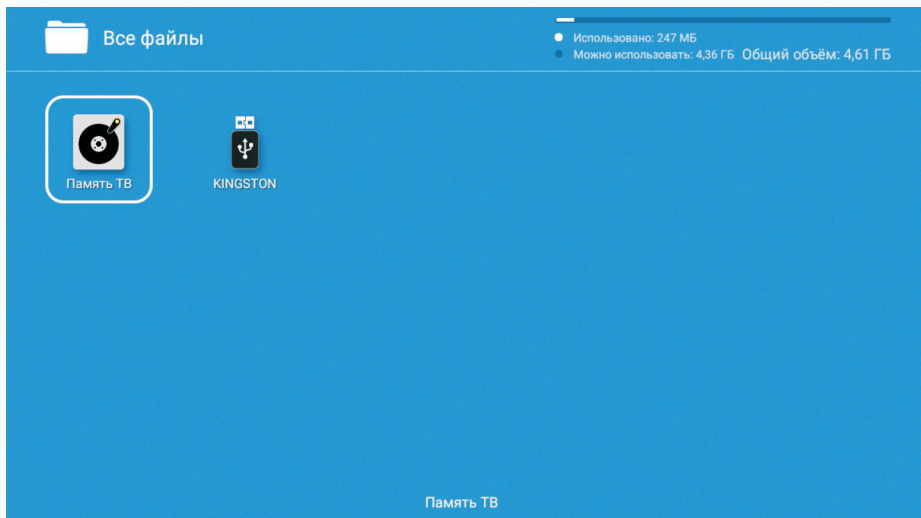 Все файлы
Использовано: 247 МБ
Можно использовать: 4,36 ГБ Общий объём: 4,61 ГБ
Память ТВ
KINGSTON
Память ТВ